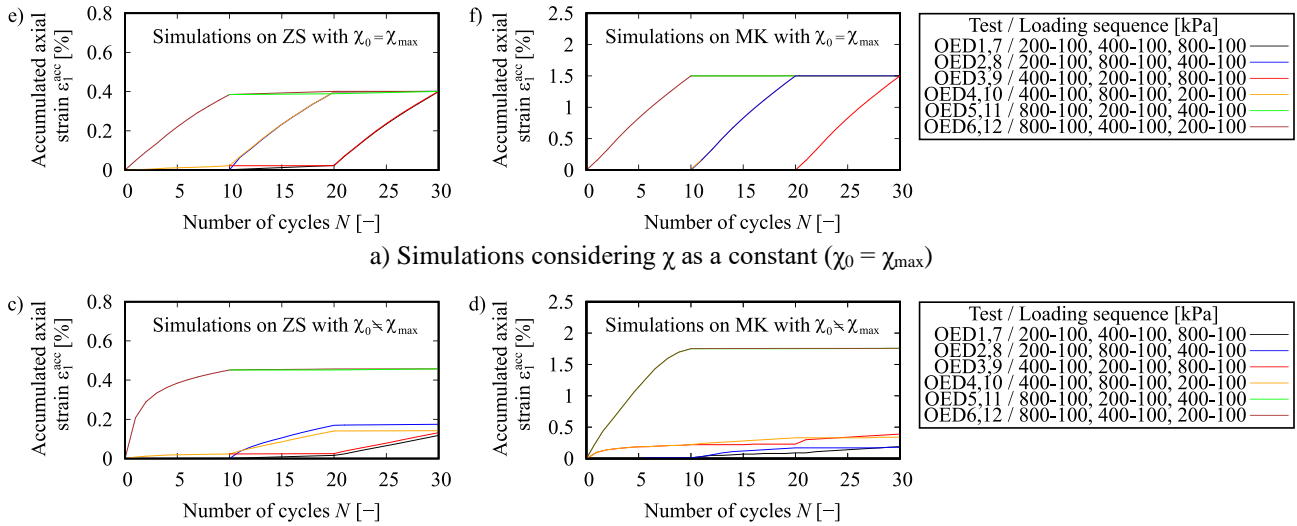 e)
Accumulated axial
strain ε₁ᵃᶜᶜ [%]
0.8
0.6
0.4
0.2
0
Simulations on ZS with χ₀ = χmax
0 5 10 15 20 25 30
Number of cycles N [−]
f)
Accumulated axial
strain ε₁ᵃᶜᶜ [%]
2.5
2
1.5
1
0.5
0
Simulations on MK with χ₀ = χmax
0 5 10 15 20 25 30
Number of cycles N [−]
Test / Loading sequence [kPa]
OED1,7 / 200-100, 400-100, 800-100
OED2,8 / 200-100, 800-100, 400-100
OED3,9 / 400-100, 200-100, 800-100
OED4,10 / 400-100, 800-100, 200-100
OED5,11 / 800-100, 200-100, 400-100
OED6,12 / 800-100, 400-100, 200-100
a) Simulations considering χ as a constant (χ₀ = χmax)
c)
Accumulated axial
strain ε₁ᵃᶜᶜ [%]
0.8
0.6
0.4
0.2
0
Simulations on ZS with χ₀ ≒ χmax
0 5 10 15 20 25 30
Number of cycles N [−]
d)
Accumulated axial
strain ε₁ᵃᶜᶜ [%]
2.5
2
1.5
1
0.5
0
Simulations on MK with χ₀ ≒ χmax
0 5 10 15 20 25 30
Number of cycles N [−]
Test / Loading sequence [kPa]
OED1,7 / 200-100, 400-100, 800-100
OED2,8 / 200-100, 800-100, 400-100
OED3,9 / 400-100, 200-100, 800-100
OED4,10 / 400-100, 800-100, 200-100
OED5,11 / 800-100, 200-100, 400-100
OED6,12 / 800-100, 400-100, 200-100